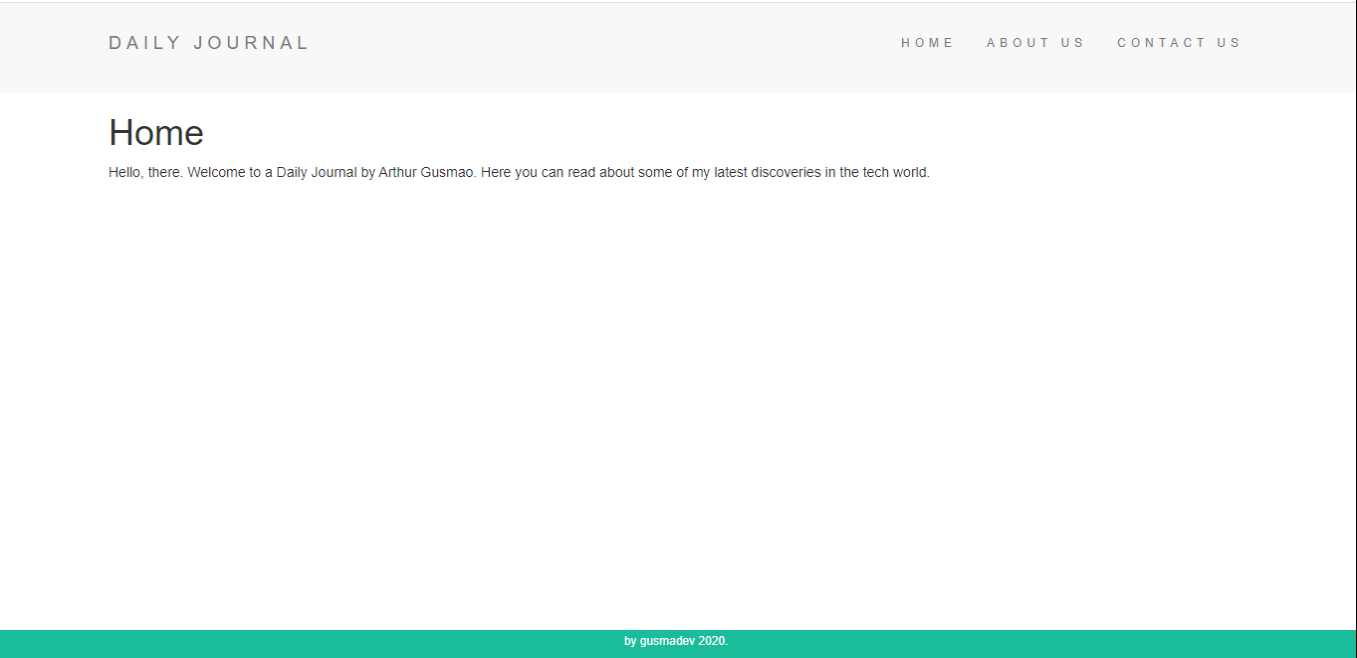 DAILY JOURNAL
HOME ABOUT US CONTACT US
Home
Hello, there. Welcome to a Daily Journal by Arthur Gusmao. Here you can read about some of my latest discoveries in the tech world.
by gusmadev 2020.